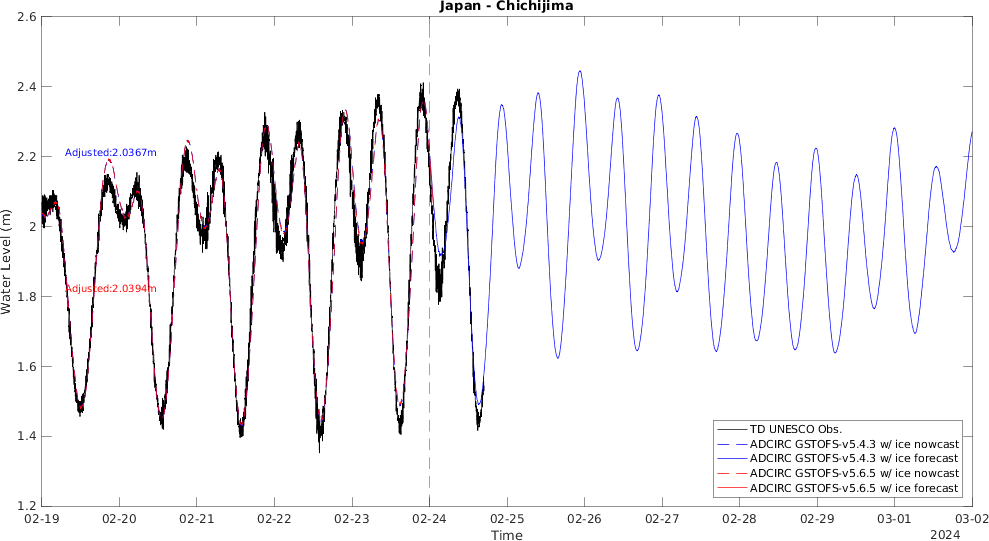 Japan - Chichijima
2.6
2.4
2.2
2
1.8
1.6
1.4
1.2
Water Level (m)
Adjusted:2.0367m
Adjusted:2.0394m
TD UNESCO Obs.
ADCIRC GSTOFS-v5.4.3 w/ ice nowcast
ADCIRC GSTOFS-v5.4.3 w/ ice forecast
ADCIRC GSTOFS-v5.6.5 w/ ice nowcast
ADCIRC GSTOFS-v5.6.5 w/ ice forecast
02-19 02-20 02-21 02-22 02-23 02-24 02-25 02-26 02-27 02-28 02-29 03-01 03-02
Time
2024